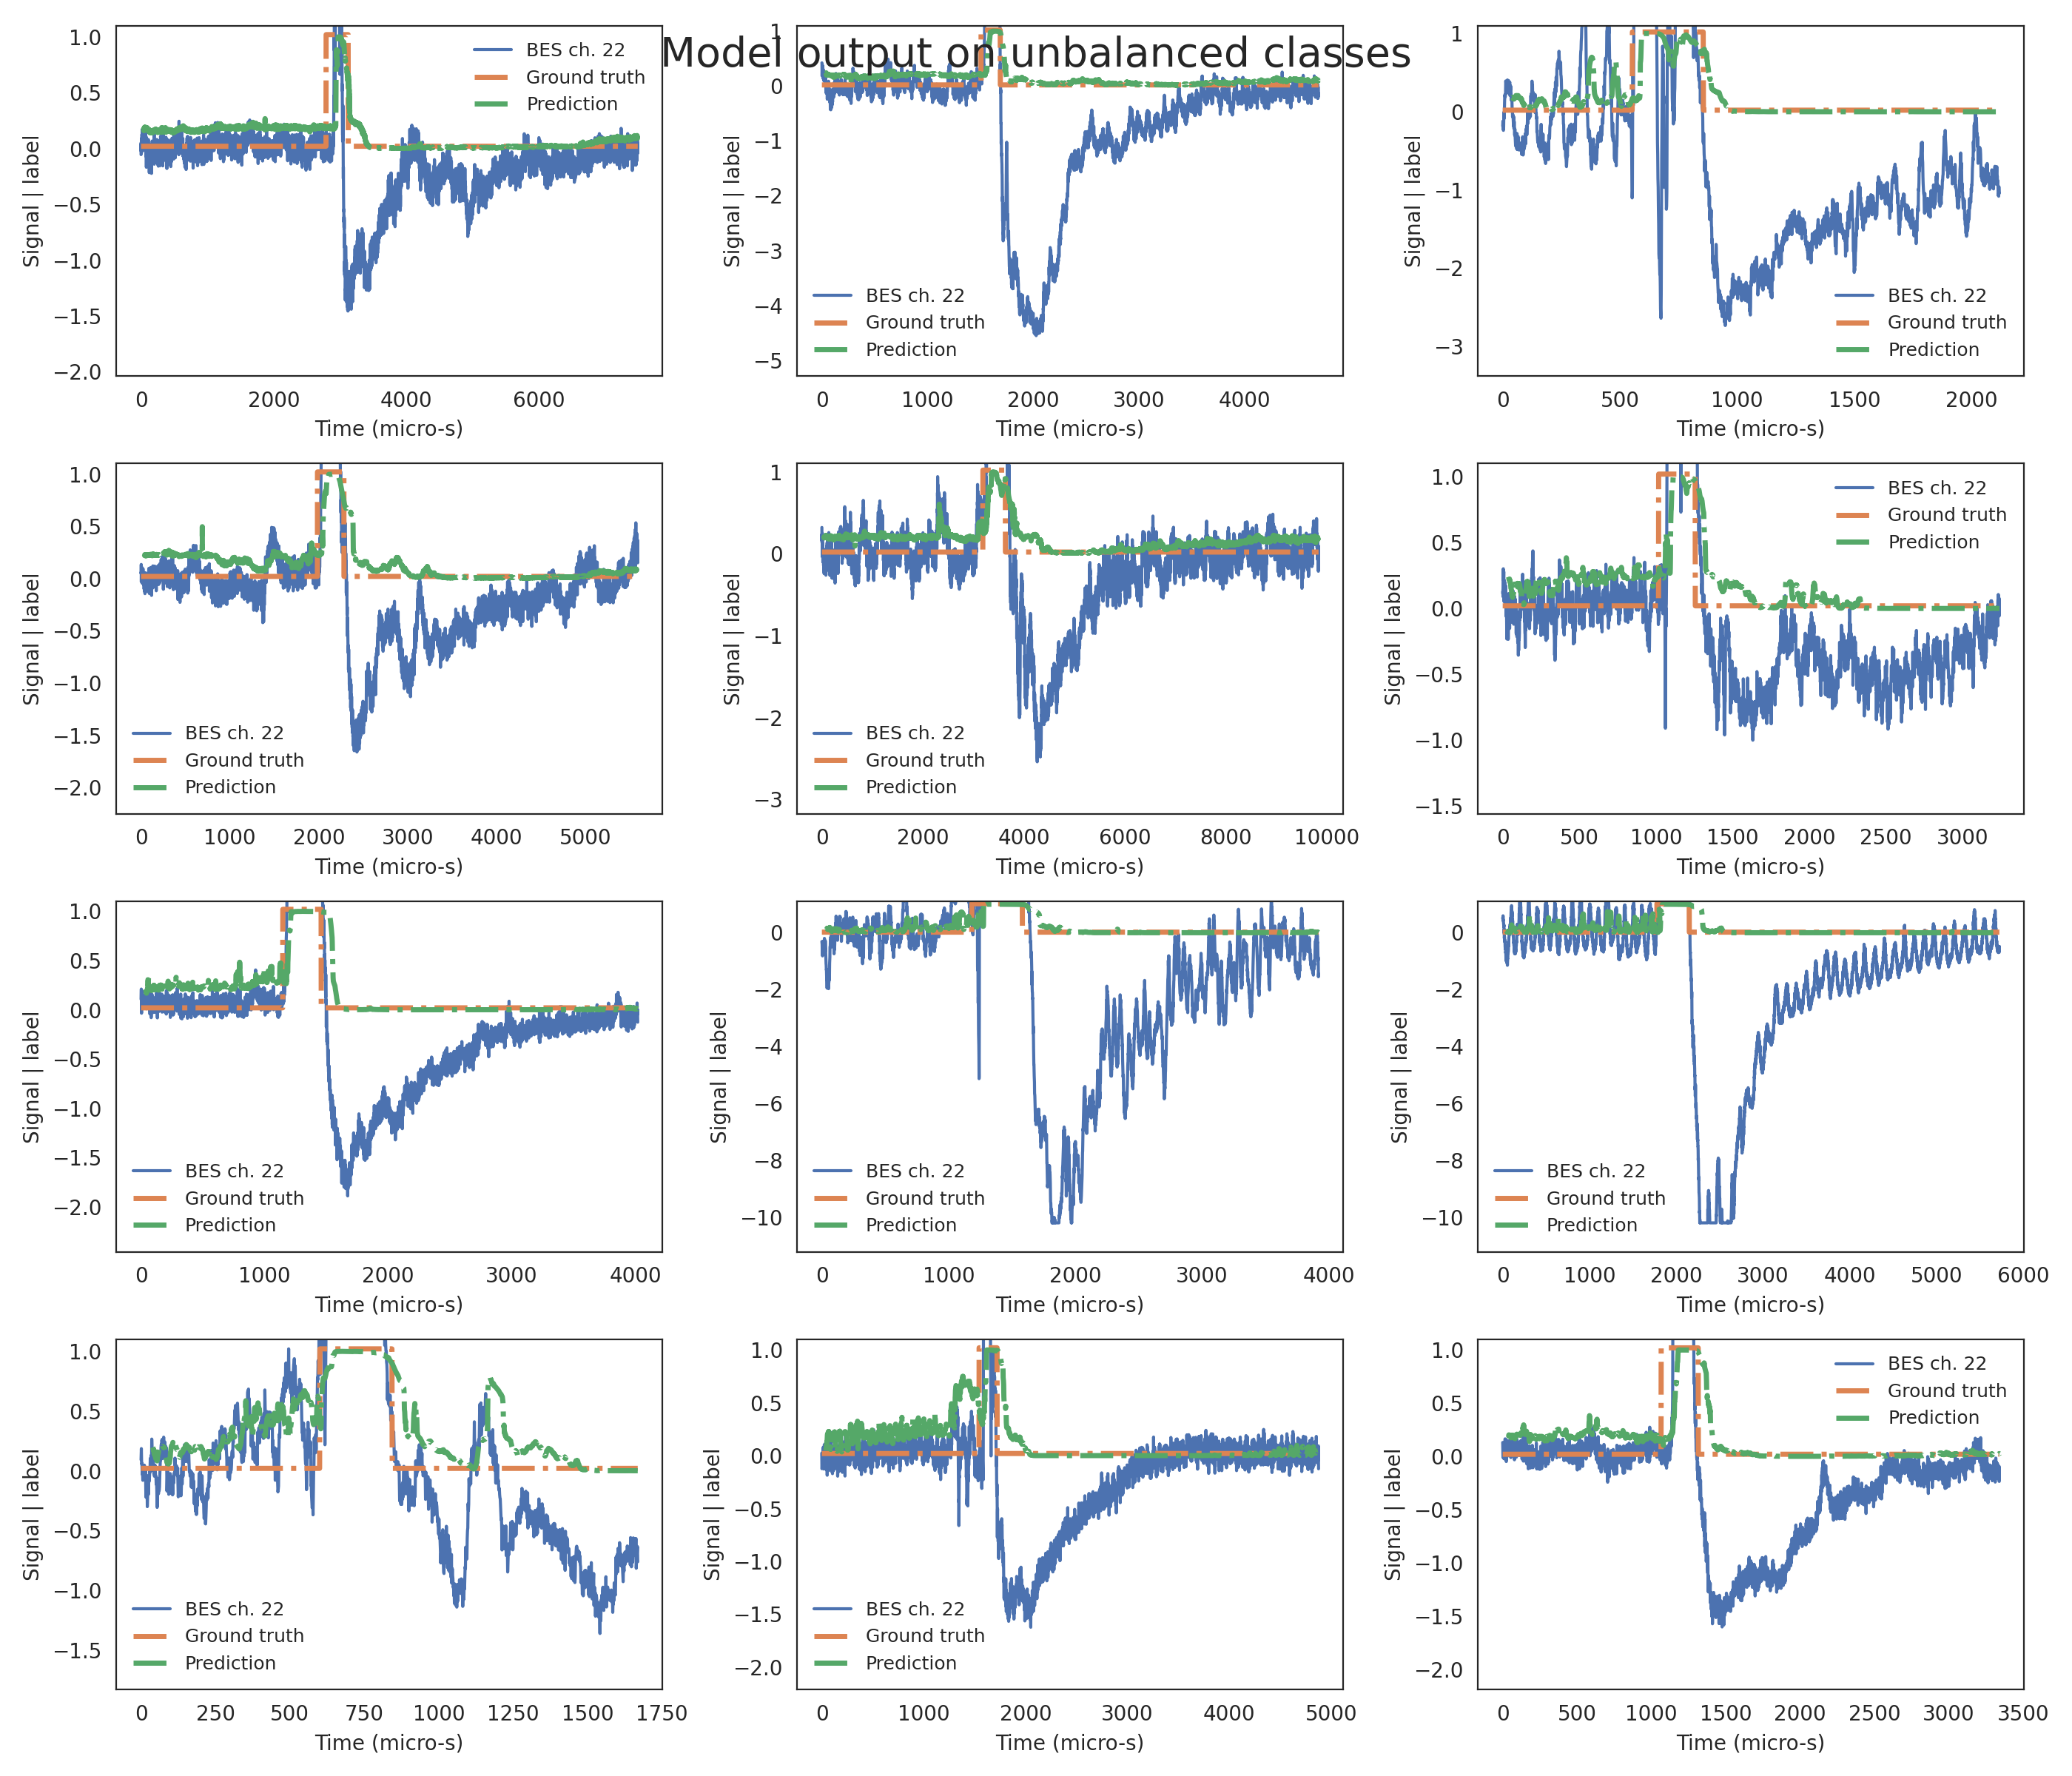 Model output on unbalanced classes
1.0
0.5
0.0
−0.5
−1.0
−1.5
−2.0
Signal | label
BES ch. 22
Ground truth
Prediction
0 2000 4000 6000
Time (micro-s)
1
0
−1
−2
−3
−4
−5
Signal | label
BES ch. 22
Ground truth
Prediction
0 1000 2000 3000 4000
Time (micro-s)
1
0
−1
−2
−3
Signal | label
BES ch. 22
Ground truth
Prediction
0 500 1000 1500 2000
Time (micro-s)
1.0
0.5
0.0
−0.5
−1.0
−1.5
−2.0
Signal | label
BES ch. 22
Ground truth
Prediction
0 1000 2000 3000 4000 5000
Time (micro-s)
1
0
−1
−2
−3
Signal | label
BES ch. 22
Ground truth
Prediction
0 2000 4000 6000 8000 10000
Time (micro-s)
1.0
0.5
0.0
−0.5
−1.0
−1.5
Signal | label
BES ch. 22
Ground truth
Prediction
0 500 1000 1500 2000 2500 3000
Time (micro-s)
1.0
0.5
0.0
−0.5
−1.0
−1.5
−2.0
Signal | label
BES ch. 22
Ground truth
Prediction
0 1000 2000 3000 4000
Time (micro-s)
0
−2
−4
−6
−8
−10
Signal | label
BES ch. 22
Ground truth
Prediction
0 1000 2000 3000 4000
Time (micro-s)
0
−2
−4
−6
−8
−10
Signal | label
BES ch. 22
Ground truth
Prediction
0 1000 2000 3000 4000 5000 6000
Time (micro-s)
1.0
0.5
0.0
−0.5
−1.0
−1.5
Signal | label
BES ch. 22
Ground truth
Prediction
0 250 500 750 1000 1250 1500 1750
Time (micro-s)
1.0
0.5
0.0
−0.5
−1.0
−1.5
−2.0
Signal | label
BES ch. 22
Ground truth
Prediction
0 1000 2000 3000 4000 5000
Time (micro-s)
1.0
0.5
0.0
−0.5
−1.0
−1.5
−2.0
Signal | label
BES ch. 22
Ground truth
Prediction
0 500 1000 1500 2000 2500 3000 3500
Time (micro-s)